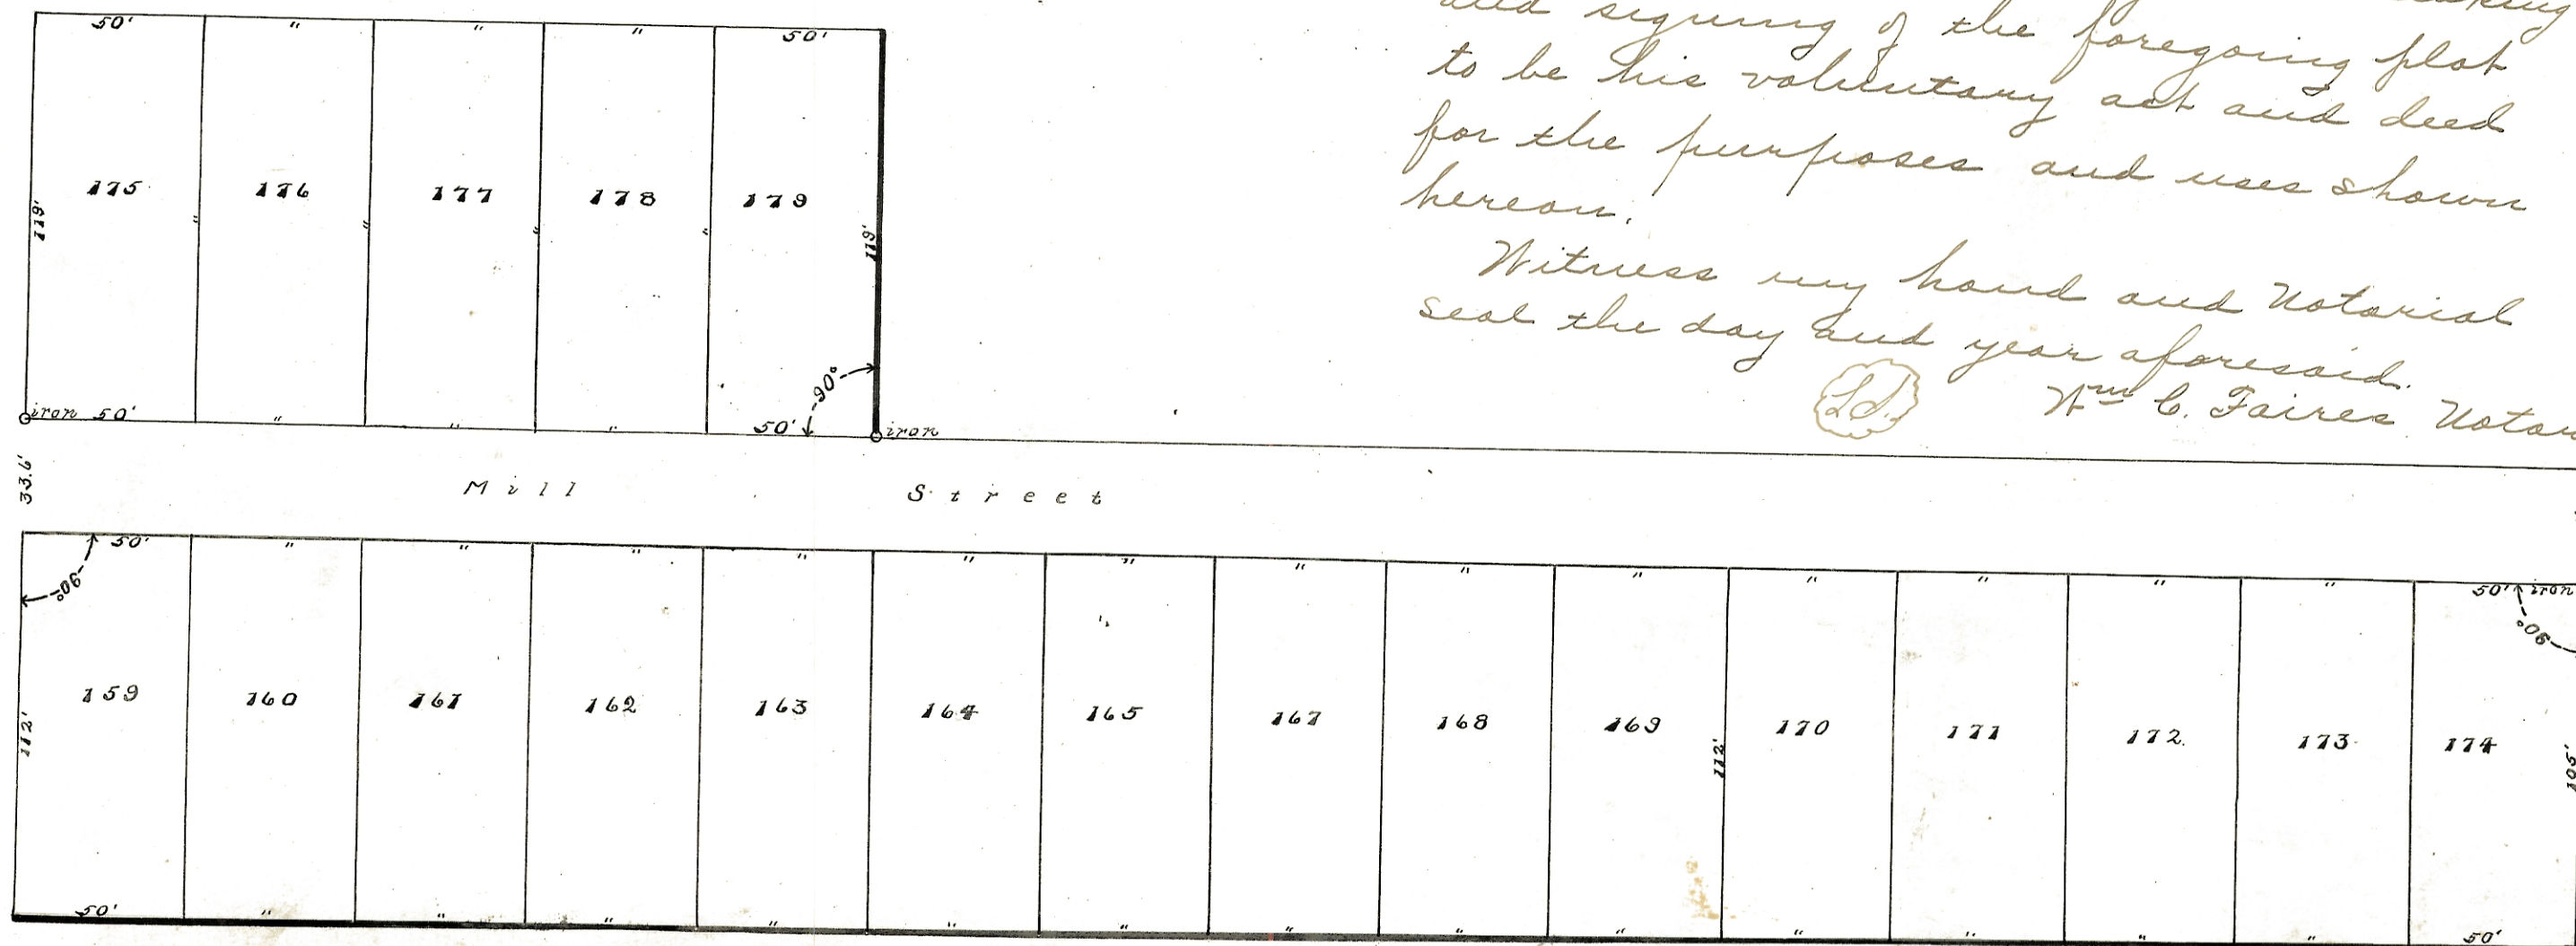 50' " " " 50'
and signing of the foregoing plat
to be his voluntary act and deed
for the purposes and uses shown
hereon.
Witness my hand and Notarial
seal the day and year aforesaid.
L.S. Wm C. Faires Notary
175 176 177 178 179
119' " " " " 119'
90°
iron 50' " " " 50' iron
33.6'
Mill Street
50' " " " " " " " " " " " " " 50' iron
90° 90°
159 160 161 162 163 164 165 167 168 169 170 171 172 173 174
112' 112' 105'
50' " " " " " " " " " " " " " 50'